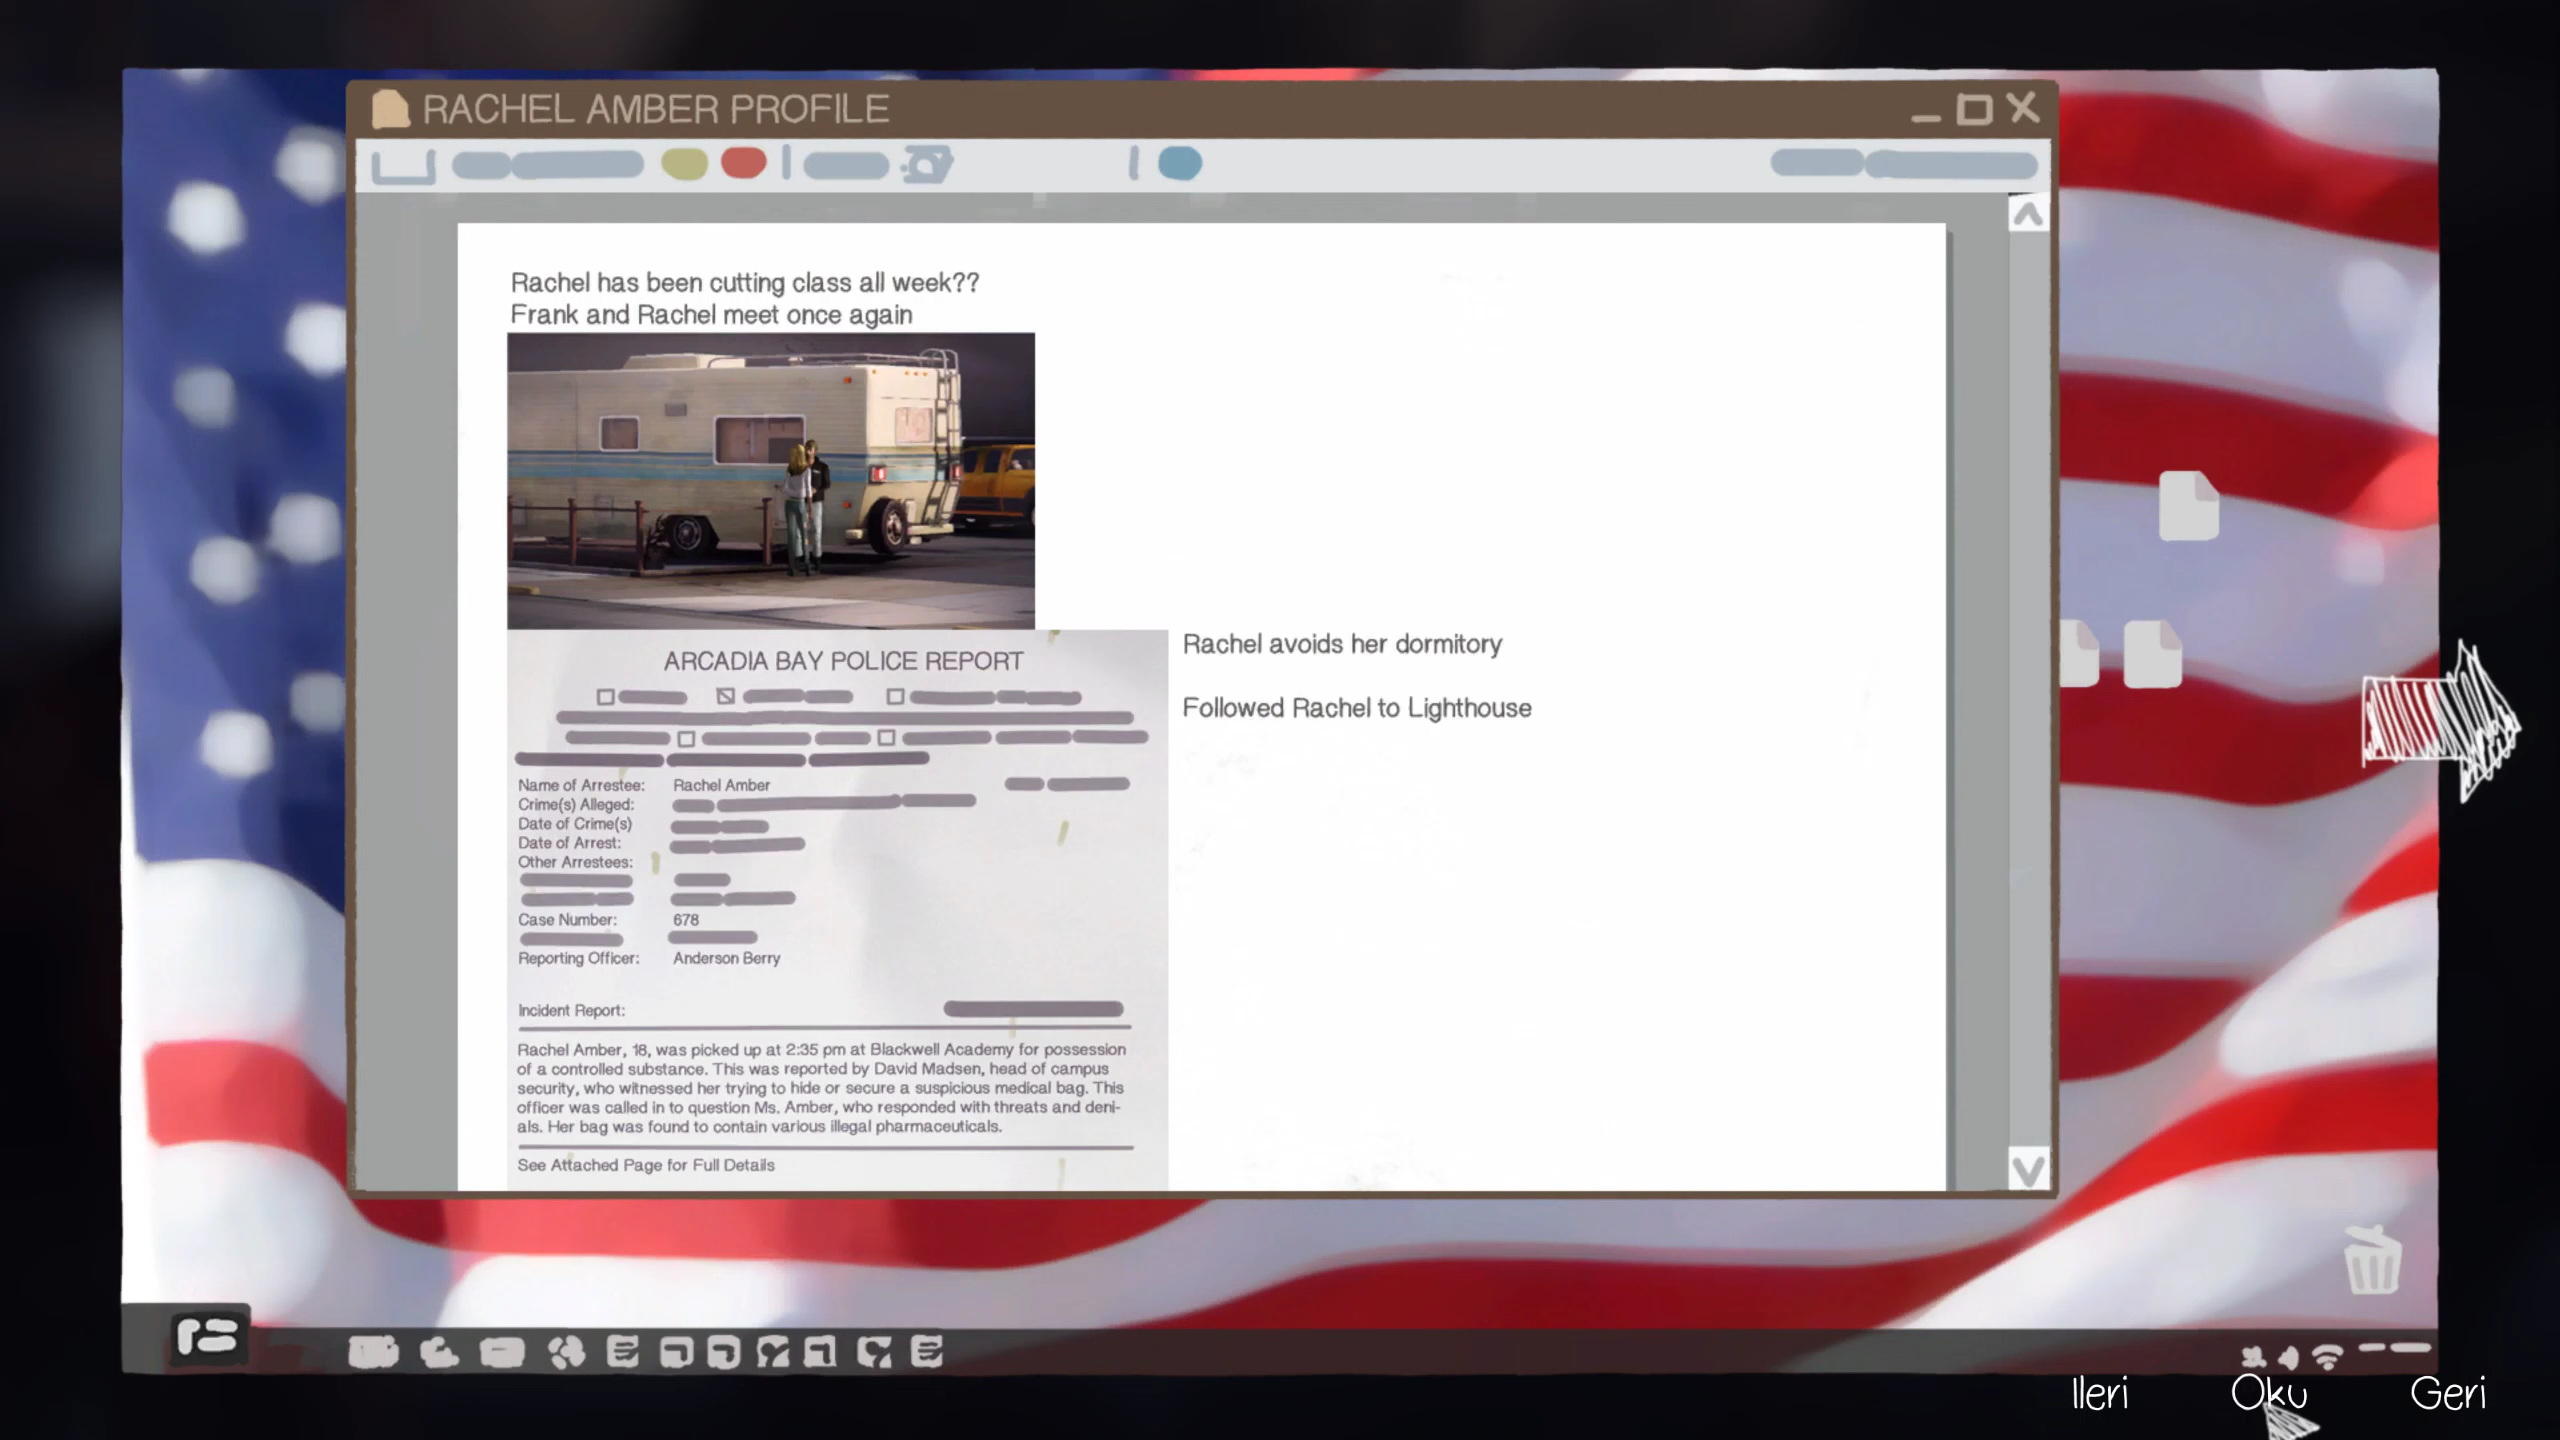 RACHEL AMBER PROFILE
Rachel has been cutting class all week??
Frank and Rachel meet once again
Rachel avoids her dormitory
Followed Rachel to Lighthouse
ARCADIA BAY POLICE REPORT
Name of Arrestee: Rachel Amber
Crime(s) Alleged:
Date of Crime(s)
Date of Arrest:
Other Arrestees:
Case Number: 678
Reporting Officer: Anderson Berry
Incident Report:
Rachel Amber, 18, was picked up at 2:35 pm at Blackwell Academy for possession
of a controlled substance. This was reported by David Madsen, head of campus
security, who witnessed her trying to hide or secure a suspicious medical bag. This
officer was called in to question Ms. Amber, who responded with threats and deni-
als. Her bag was found to contain various illegal pharmaceuticals.
See Attached Page for Full Details
Ileri Oku Geri